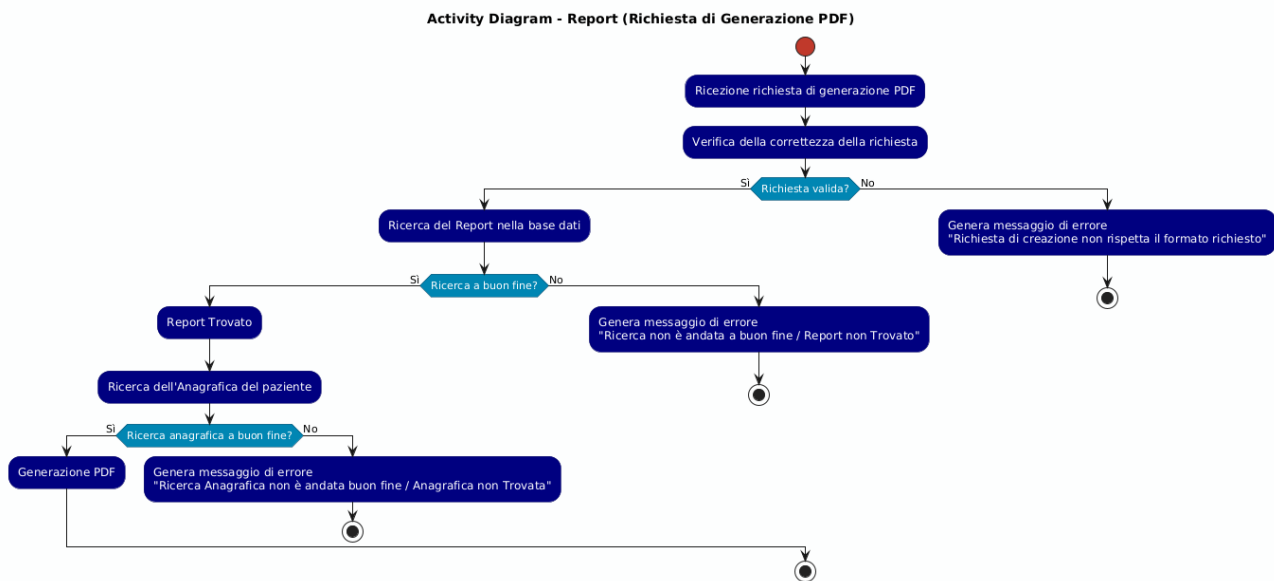 Activity Diagram - Report (Richiesta di Generazione PDF)
Ricezione richiesta di generazione PDF
Verifica della correttezza della richiesta
Sì
Richiesta valida?
No
Ricerca del Report nella base dati
Genera messaggio di errore
"Richiesta di creazione non rispetta il formato richiesto"
Sì
Ricerca a buon fine?
No
Report Trovato
Genera messaggio di errore
"Ricerca non è andata a buon fine / Report non Trovato"
Ricerca dell'Anagrafica del paziente
Sì
Ricerca anagrafica a buon fine?
No
Generazione PDF
Genera messaggio di errore
"Ricerca Anagrafica non è andata buon fine / Anagrafica non Trovata"